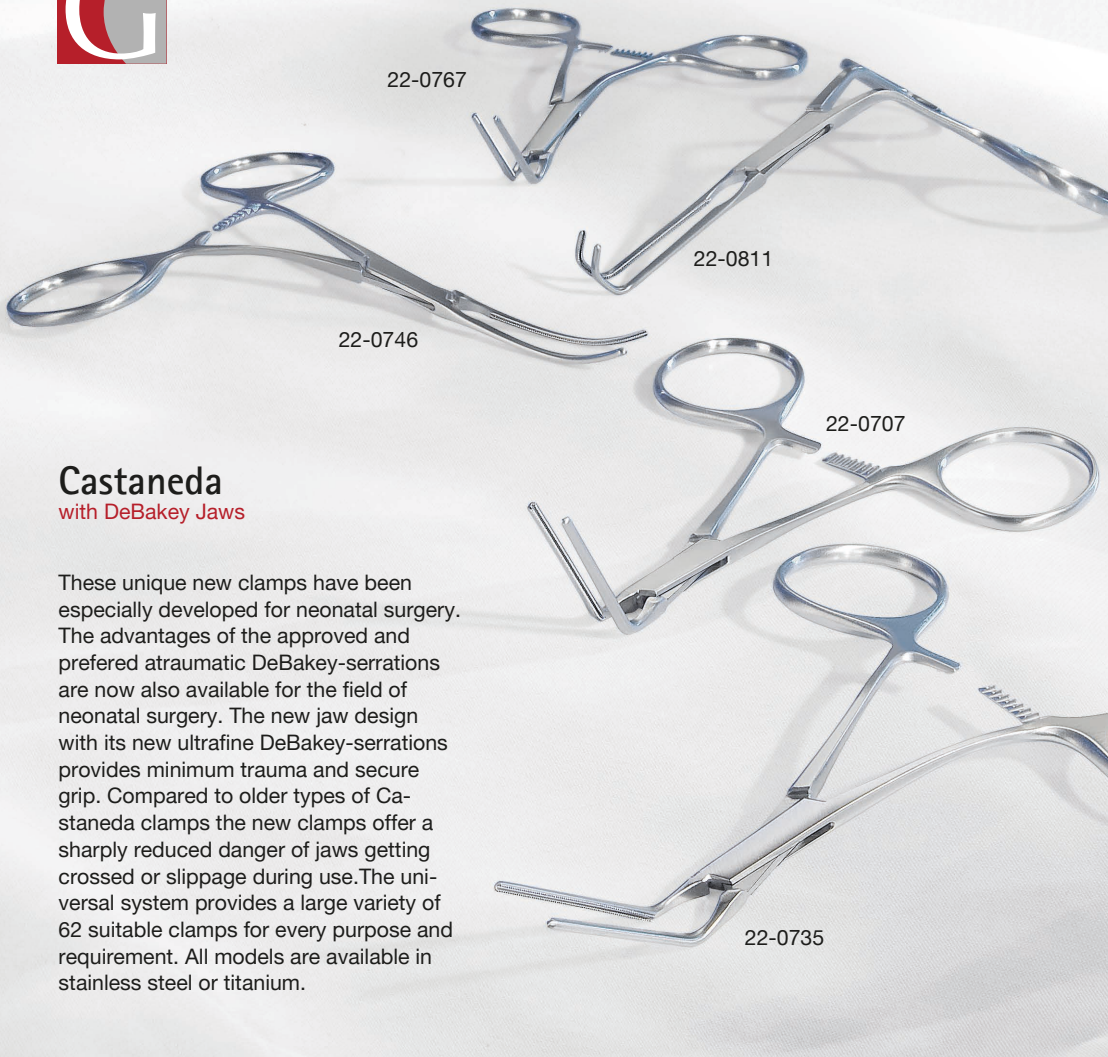 G
22-0767
22-0811
22-0746
22-0707
Castaneda
with DeBakey Jaws
These unique new clamps have been
especially developed for neonatal surgery.
The advantages of the approved and
prefered atraumatic DeBakey-serrations
are now also available for the field of
neonatal surgery. The new jaw design
with its new ultrafine DeBakey-serrations
provides minimum trauma and secure
grip. Compared to older types of Ca-
staneda clamps the new clamps offer a
sharply reduced danger of jaws getting
crossed or slippage during use.The uni-
versal system provides a large variety of
62 suitable clamps for every purpose and
requirement. All models are available in
stainless steel or titanium.
22-0735